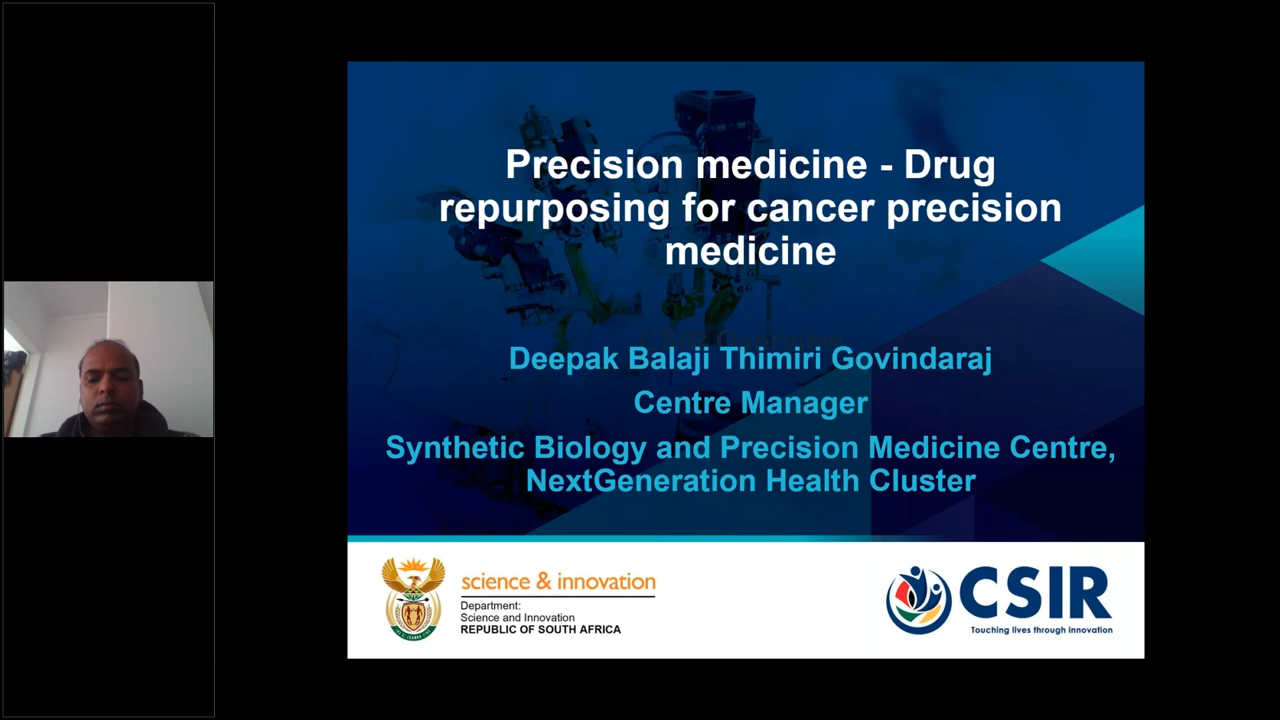 Precision medicine - Drug
repurposing for cancer precision
medicine
Deepak Balaji Thimiri Govindaraj
Centre Manager
Synthetic Biology and Precision Medicine Centre,
NextGeneration Health Cluster
science & innovation
Department:
Science and Innovation
REPUBLIC OF SOUTH AFRICA
CSIR
Touching lives through innovation